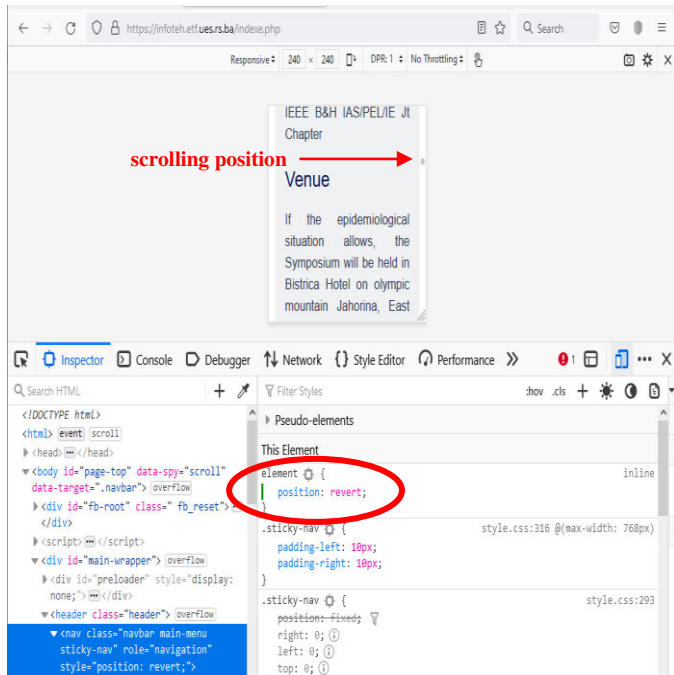 https://infoteh.etf.ues.rs.ba/indexe.php
Search
Responsive 240 × 240 DPR: 1 No Throttling
IEEE B&H IAS/PEL/IE Jt
Chapter
scrolling position
Venue
If the epidemiological
situation allows, the
Symposium will be held in
Bistrica Hotel on olympic
mountain Jahorina, East
Inspector Console Debugger Network {} Style Editor Performance 1
Search HTML
Filter Styles :hov .cls
<!DOCTYPE html>
<html> event scroll
<head> ⋯ </head>
<body id="page-top" data-spy="scroll"
data-target=".navbar"> overflow
<div id="fb-root" class=" fb_reset"> ⋯
</div>
<script> ⋯ </script>
<div id="main-wrapper"> overflow
<div id="preloader" style="display:
none;"> ⋯ </div>
<header class="header"> overflow
<nav class="navbar main-menu
sticky-nav" role="navigation"
style="position: revert;">
Pseudo-elements
This Element
element { inline
position: revert;
}
.sticky-nav { style.css:316 @(max-width: 768px)
padding-left: 10px;
padding-right: 10px;
}
.sticky-nav { style.css:293
position: fixed;
right: 0;
left: 0;
top: 0;